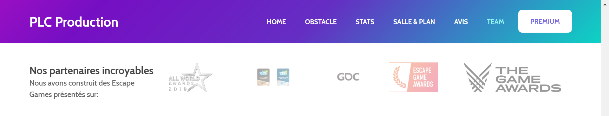 PLC Production
HOME OBSTACLE STATS SALLE & PLAN AVIS TEAM PREMIUM
Nos partenaires incroyables
Nous avons construit des Escape
Games présentés sur:
ALL WORLD
AWARDS
2018
GDC
ESCAPE
GAME
AWARDS
THE
GAME
AWARDS